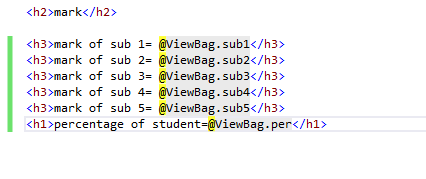 <h2>mark</h2>
<h3>mark of sub 1= @ViewBag.sub1</h3>
<h3>mark of sub 2= @ViewBag.sub2</h3>
<h3>mark of sub 3= @ViewBag.sub3</h3>
<h3>mark of sub 4= @ViewBag.sub4</h3>
<h3>mark of sub 5= @ViewBag.sub5</h3>
<h1>percentage of student=@ViewBag.per</h1>